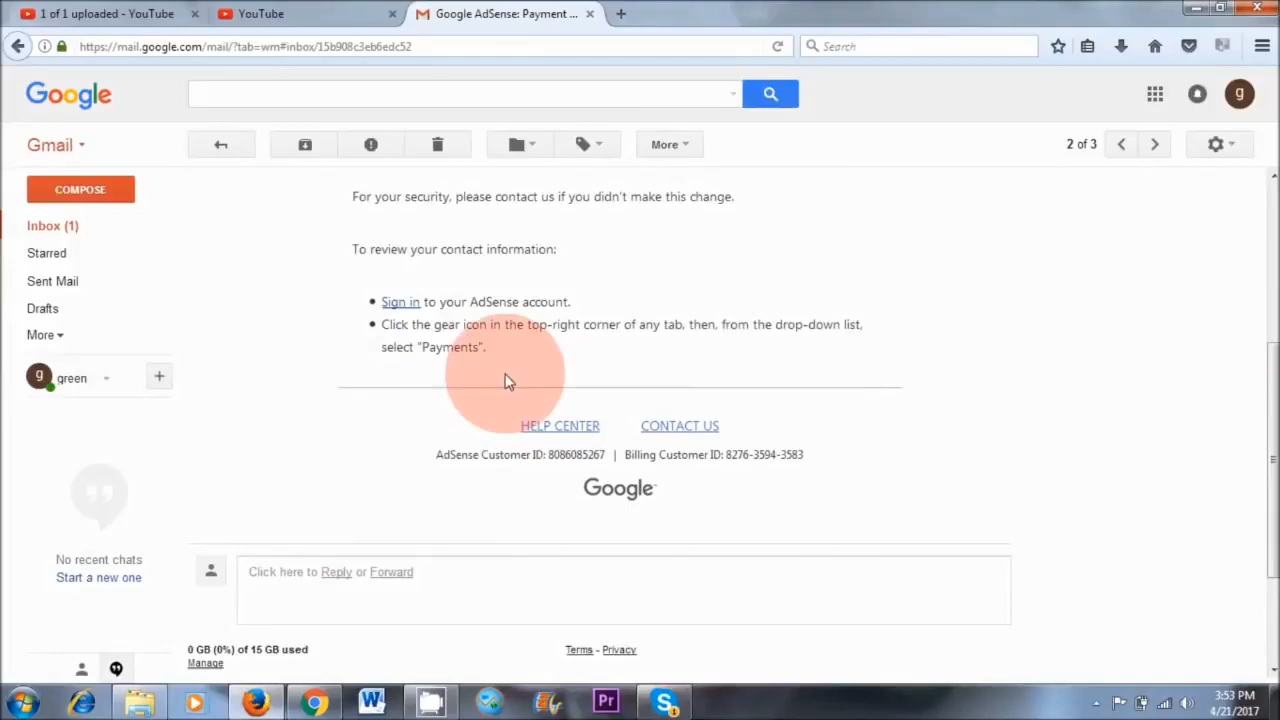 1 of 1 uploaded - YouTube
YouTube
Google AdSense: Payment ...
https://mail.google.com/mail/?tab=wm#inbox/15b908c3eb6edc52
Search
Google
g
Gmail
More
2 of 3
COMPOSE
For your security, please contact us if you didn't make this change.
Inbox (1)
To review your contact information:
Starred
Sent Mail
Sign in to your AdSense account.
Drafts
Click the gear icon in the top-right corner of any tab, then, from the drop-down list,
More
select "Payments".
g green
HELP CENTER CONTACT US
AdSense Customer ID: 8086085267 | Billing Customer ID: 8276-3594-3583
Google
No recent chats
Start a new one
Click here to Reply or Forward
0 GB (0%) of 15 GB used
Manage
Terms - Privacy
W
Pr
S
1
3:53 PM
4/21/2017